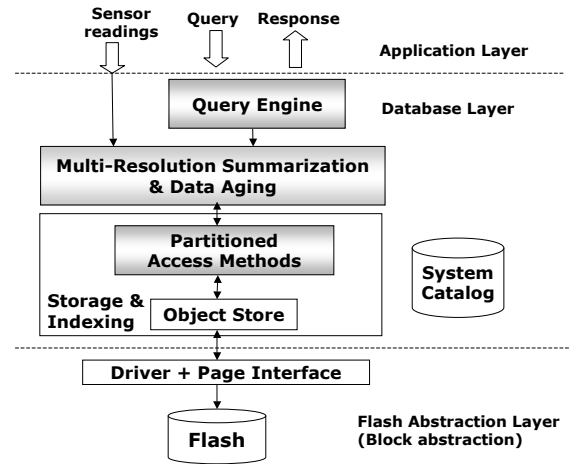 Sensor
readings
Query
Response
Application Layer
Query Engine
Database Layer
Multi-Resolution Summarization
& Data Aging
Partitioned
Access Methods
System
Catalog
Storage &
Indexing
Object Store
Driver + Page Interface
Flash
Flash Abstraction Layer
(Block abstraction)